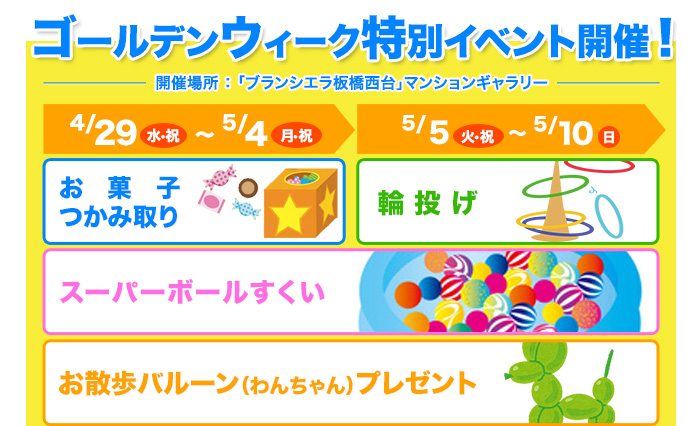 ゴールデンウィーク特別イベント開催！
開催場所：「ブランシエラ板橋西台」マンションギャラリー
4/29 水・祝 ～ 5/4 月・祝
5/5 火・祝 ～ 5/10 日
お菓子
つかみ取り
輪投げ
スーパーボールすくい
お散歩バルーン（わんちゃん）プレゼント